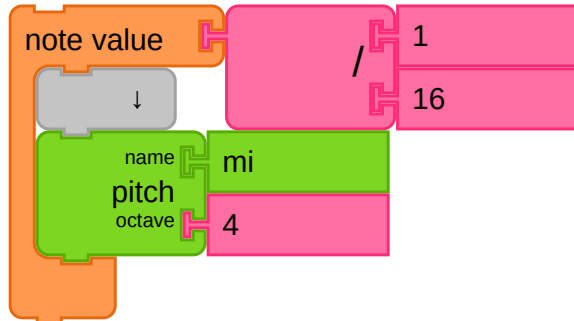 note value / 1
16
↓
name mi
pitch
octave 4